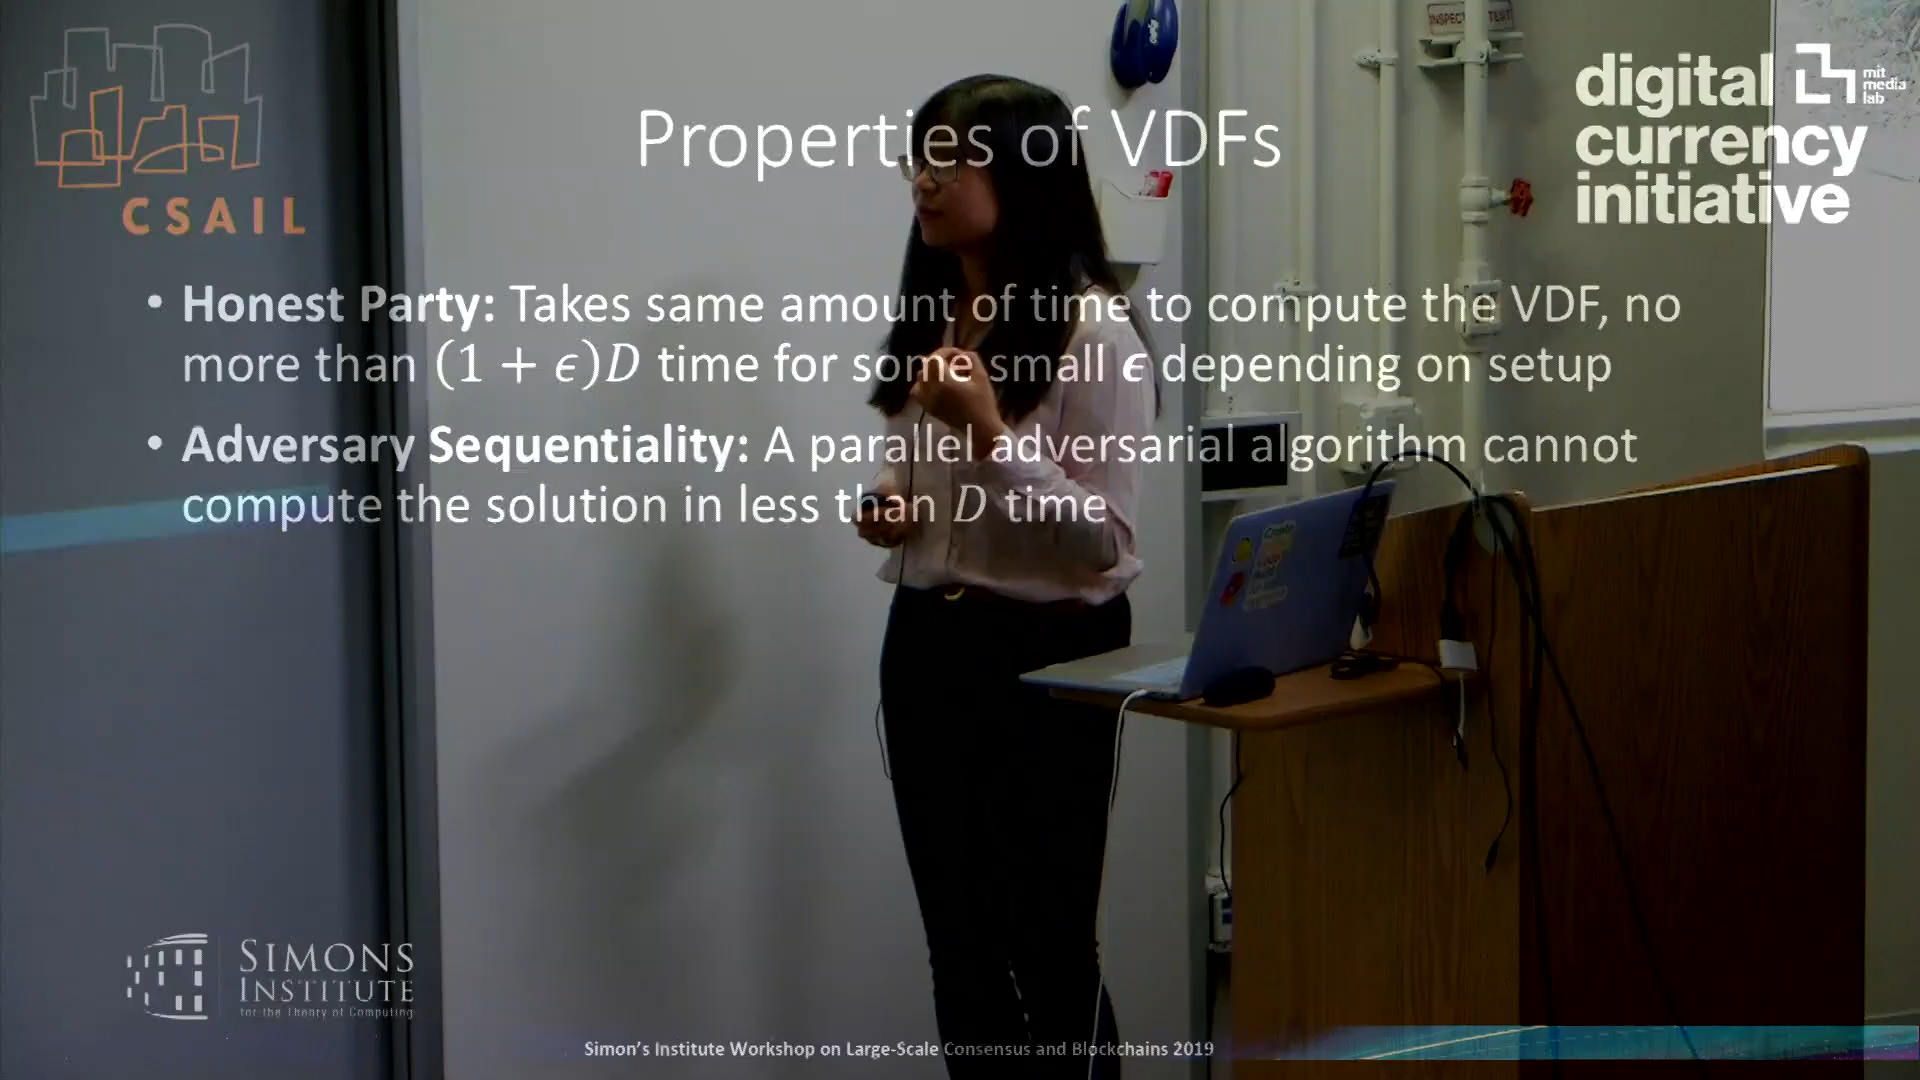 CSAIL
Properties of VDFs
digital
currency
initiative
mit
media
lab
• Honest Party: Takes same amount of time to compute the VDF, no
more than (1 + ϵ)D time for some small ϵ depending on setup
• Adversary Sequentiality: A parallel adversarial algorithm cannot
compute the solution in less than D time
SIMONS
INSTITUTE
for the Theory of Computing
Simon's Institute Workshop on Large-Scale Consensus and Blockchains 2019